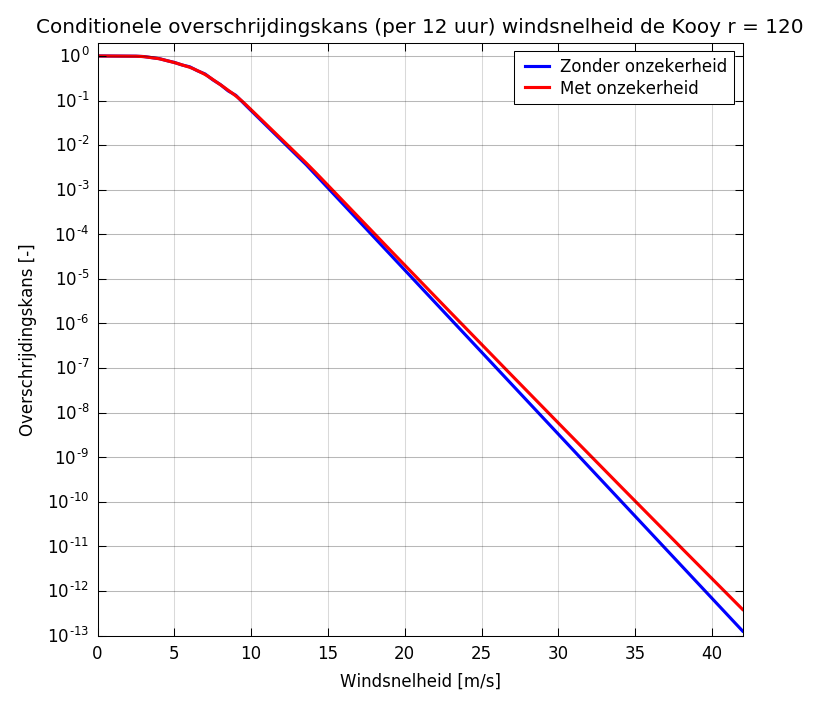 Conditionele overschrijdingskans (per 12 uur) windsnelheid de Kooy r = 120
Zonder onzekerheid
Met onzekerheid
10^0
10^-1
10^-2
10^-3
10^-4
10^-5
10^-6
10^-7
10^-8
10^-9
10^-10
10^-11
10^-12
10^-13
Overschrijdingskans [-]
0 5 10 15 20 25 30 35 40
Windsnelheid [m/s]